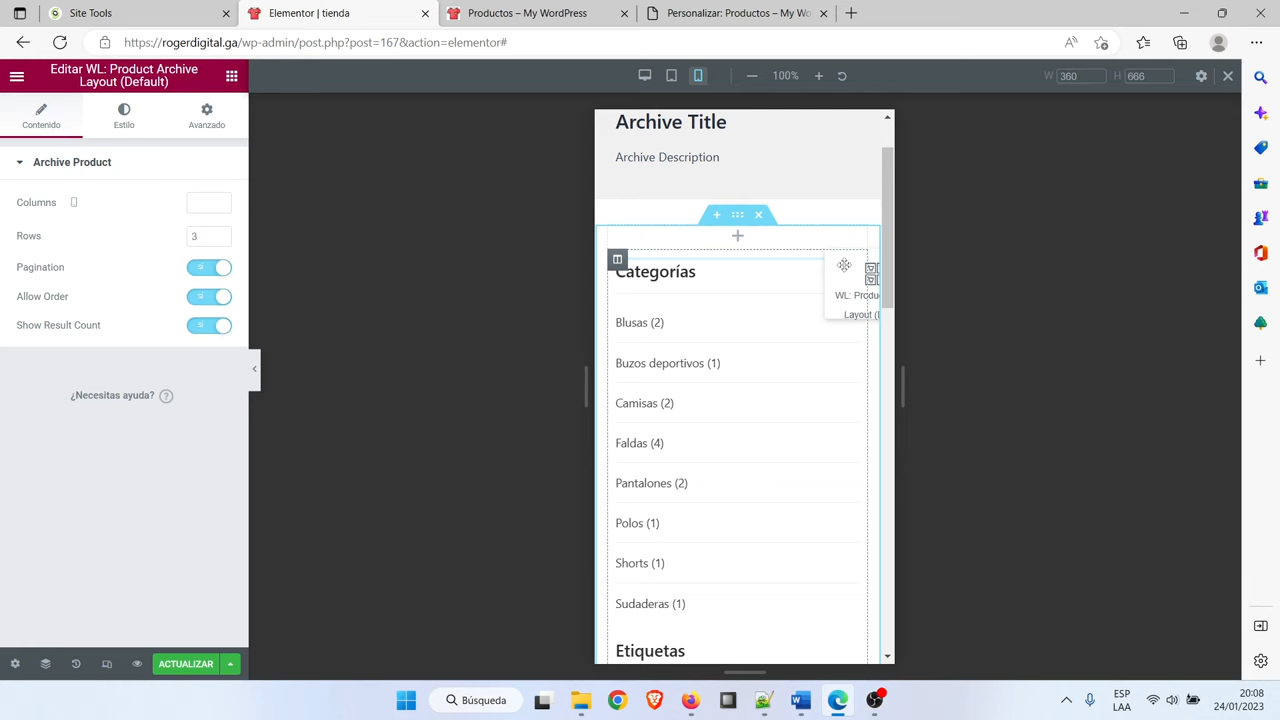 Site Tools
Elementor | tienda
Productos – My WordPress
Personalizar: Productos – My Wo
https://rogerdigital.ga/wp-admin/post.php?post=167&action=elementor#
Editar WL: Product Archive
Layout (Default)
100%
W 360
H 666
Contenido
Estilo
Avanzado
Archive Product
Columns
Rows
3
Pagination
SÍ
Allow Order
SÍ
Show Result Count
SÍ
¿Necesitas ayuda?
ACTUALIZAR
Archive Title
Archive Description
Categorías
WL: Produ
Layout (
Blusas (2)
Buzos deportivos (1)
Camisas (2)
Faldas (4)
Pantalones (2)
Polos (1)
Shorts (1)
Sudaderas (1)
Etiquetas
Búsqueda
ESP
LAA
20:08
24/01/2023